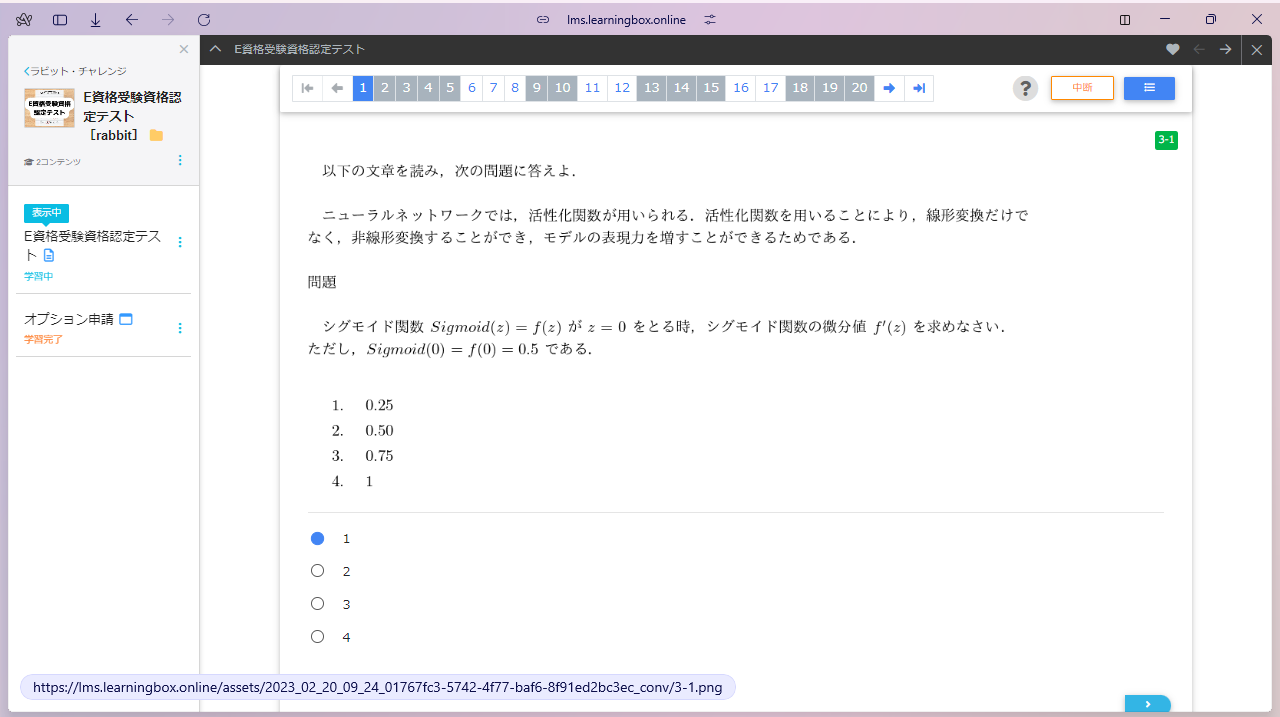 lms.learningbox.online
E資格受験資格認定テスト
ラビット・チャレンジ
E資格受験資格
認定テスト
E資格受験資格認
定テスト
［rabbit］
2コンテンツ
表示中
E資格受験資格認定テス
ト
学習中
オプション申請
学習完了
1 2 3 4 5 6 7 8 9 10 11 12 13 14 15 16 17 18 19 20
?
中断
3-1
以下の文章を読み，次の問題に答えよ．
ニューラルネットワークでは，活性化関数が用いられる．活性化関数を用いることにより，線形変換だけで
なく，非線形変換することができ，モデルの表現力を増すことができるためである．
問題
シグモイド関数 Sigmoid(z) = f(z) が z = 0 をとる時，シグモイド関数の微分値 f′(z) を求めなさい．
ただし，Sigmoid(0) = f(0) = 0.5 である．
1. 0.25
2. 0.50
3. 0.75
4. 1
1
2
3
4
https://lms.learningbox.online/assets/2023_02_20_09_24_01767fc3-5742-4f77-baf6-8f91ed2bc3ec_conv/3-1.png